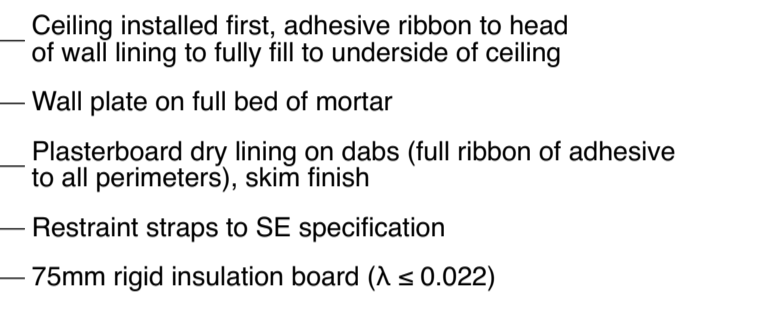 Ceiling installed first, adhesive ribbon to head
of wall lining to fully fill to underside of ceiling
Wall plate on full bed of mortar
Plasterboard dry lining on dabs (full ribbon of adhesive
to all perimeters), skim finish
Restraint straps to SE specification
75mm rigid insulation board (λ ≤ 0.022)